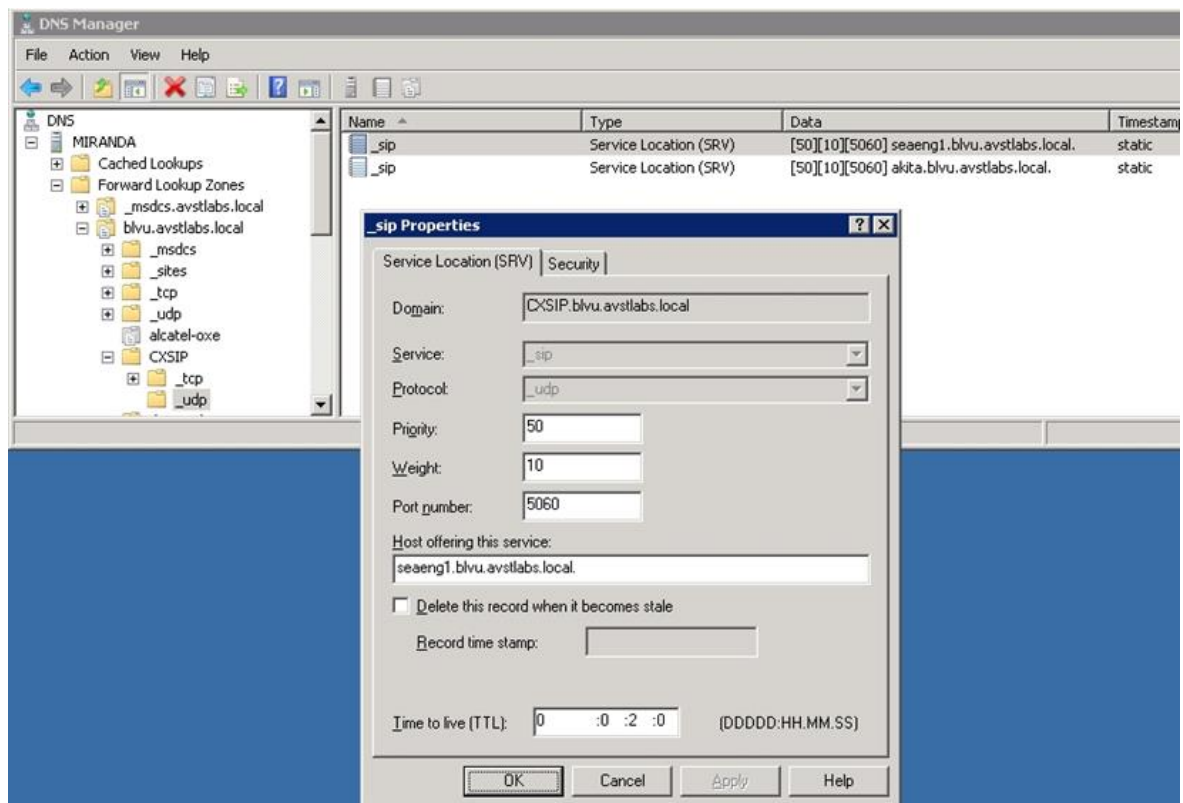 DNS Manager
File Action View Help
DNS
MIRANDA
Cached Lookups
Forward Lookup Zones
_msdcs.avstlabs.local
blvu.avstlabs.local
_msdcs
_sites
_tcp
_udp
alcatel-oxe
CXSIP
_tcp
_udp
Name Type Data Timestamp
_sip Service Location (SRV) [50][10][5060] seaeng1.blvu.avstlabs.local. static
_sip Service Location (SRV) [50][10][5060] akita.blvu.avstlabs.local. static
_sip Properties
Service Location (SRV) Security
Domain: CXSIP.blvu.avstlabs.local
Service: _sip
Protocol: _udp
Priority: 50
Weight: 10
Port number: 5060
Host offering this service:
seaeng1.blvu.avstlabs.local.
Delete this record when it becomes stale
Record time stamp:
Time to live (TTL): 0 :0 :2 :0 (DDDDD:HH.MM.SS)
OK Cancel Apply Help